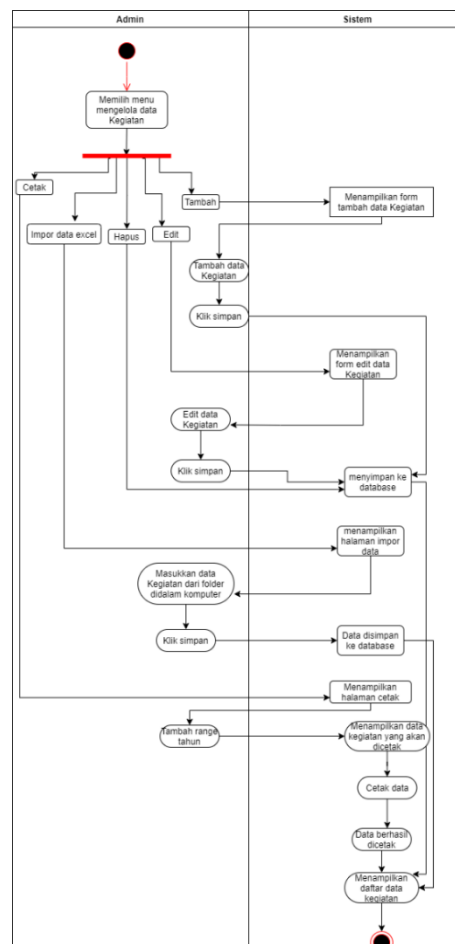 Admin
Sistem
Memilih menu
mengelola data
Kegiatan
Cetak
Tambah
Menampilkan form
tambah data Kegiatan
Impor data excel
Hapus
Edit
Tambah data
Kegiatan
Klik simpan
Menampilkan
form edit data
Kegiatan
Edit data
Kegiatan
Klik simpan
menyimpan ke
database
menampilkan
halaman impor
data
Masukkan data
Kegiatan dari folder
didalam komputer
Klik simpan
Data disimpan
ke database
Menampilkan
halaman cetak
Tambah range
tahun
Menampilkan data
kegiatan yang akan
dicetak
Cetak data
Data berhasil
dicetak
Menampilkan
daftar data
kegiatan